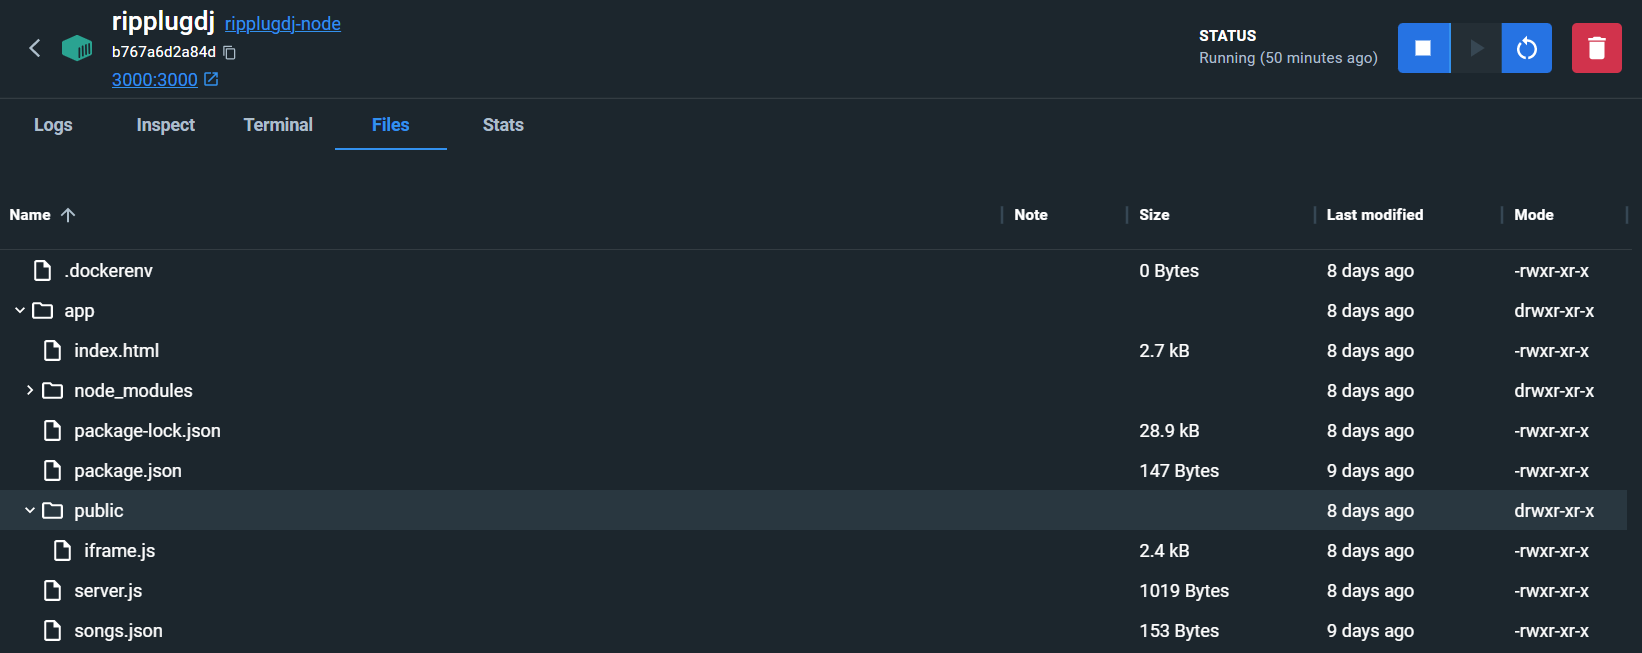 ripplugdj ripplugdj-node
b767a6d2a84d
3000:3000
STATUS
Running (50 minutes ago)
Logs Inspect Terminal Files Stats
Name Note Size Last modified Mode
.dockerenv 0 Bytes 8 days ago -rwxr-xr-x
app 8 days ago drwxr-xr-x
index.html 2.7 kB 8 days ago -rwxr-xr-x
node_modules 8 days ago drwxr-xr-x
package-lock.json 28.9 kB 8 days ago -rwxr-xr-x
package.json 147 Bytes 9 days ago -rwxr-xr-x
public 8 days ago drwxr-xr-x
iframe.js 2.4 kB 8 days ago -rwxr-xr-x
server.js 1019 Bytes 8 days ago -rwxr-xr-x
songs.json 153 Bytes 9 days ago -rwxr-xr-x